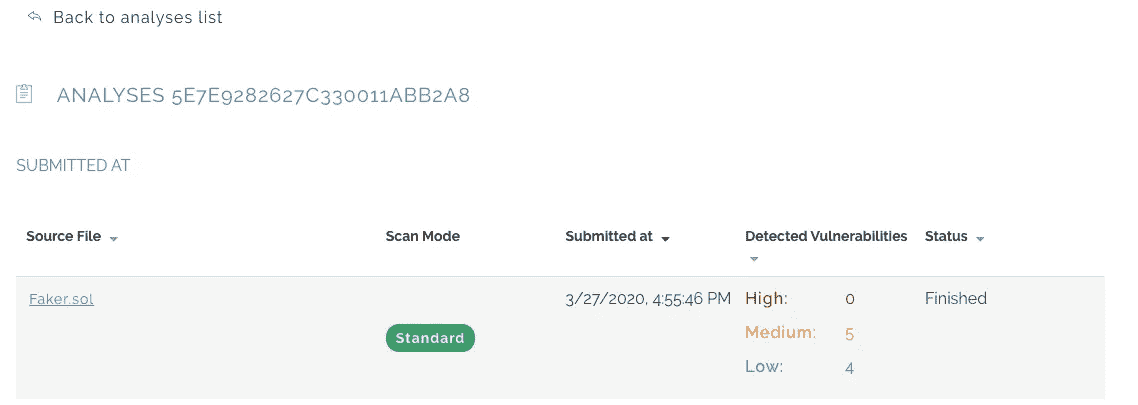 Back to analyses list
ANALYSES 5E7E9282627C330011ABB2A8
SUBMITTED AT
Source File Scan Mode Submitted at Detected Vulnerabilities Status
Faker.sol 3/27/2020, 4:55:46 PM High: 0 Finished
Standard Medium: 5
Low: 4